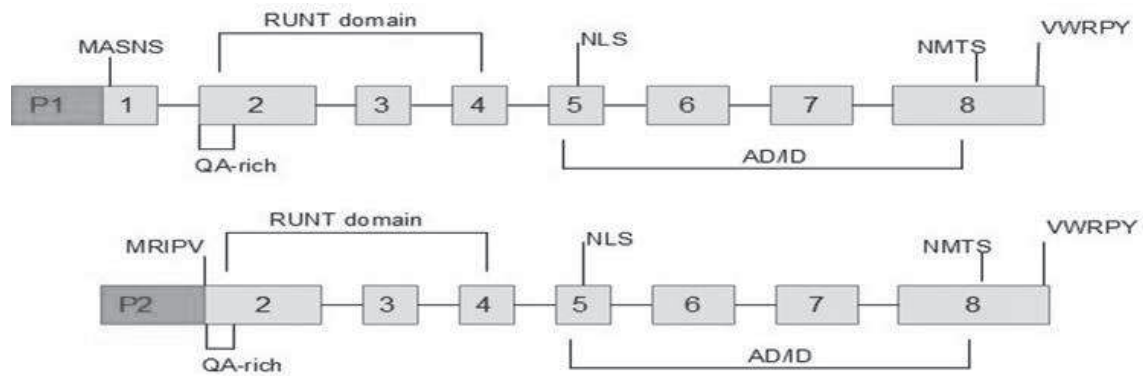 RUNT domain
VWRPY
MASNS
NLS
NMTS
P1 1 2 3 4 5 6 7 8
QA-rich
AD/ID
RUNT domain
VWRPY
MRIPV
NLS
NMTS
P2 2 3 4 5 6 7 8
QA-rich
AD/ID